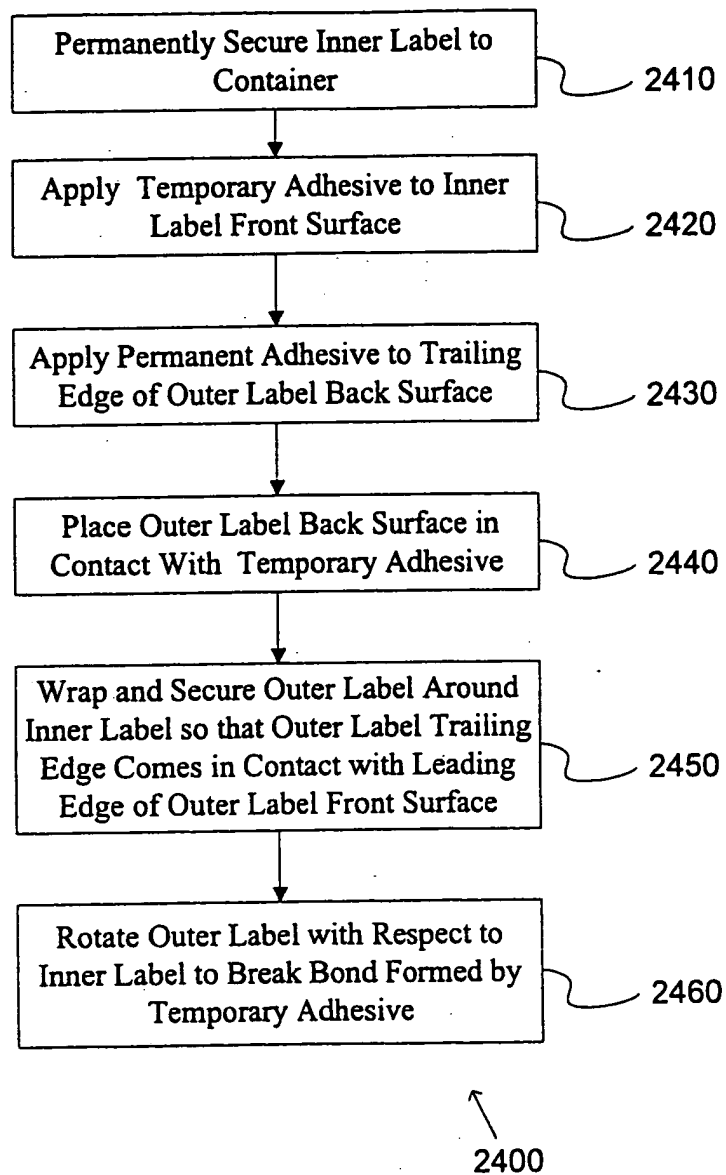 Permanently Secure Inner Label to
Container
2410
Apply Temporary Adhesive to Inner
Label Front Surface
2420
Apply Permanent Adhesive to Trailing
Edge of Outer Label Back Surface
2430
Place Outer Label Back Surface in
Contact With Temporary Adhesive
2440
Wrap and Secure Outer Label Around
Inner Label so that Outer Label Trailing
Edge Comes in Contact with Leading
Edge of Outer Label Front Surface
2450
Rotate Outer Label with Respect to
Inner Label to Break Bond Formed by
Temporary Adhesive
2460
2400